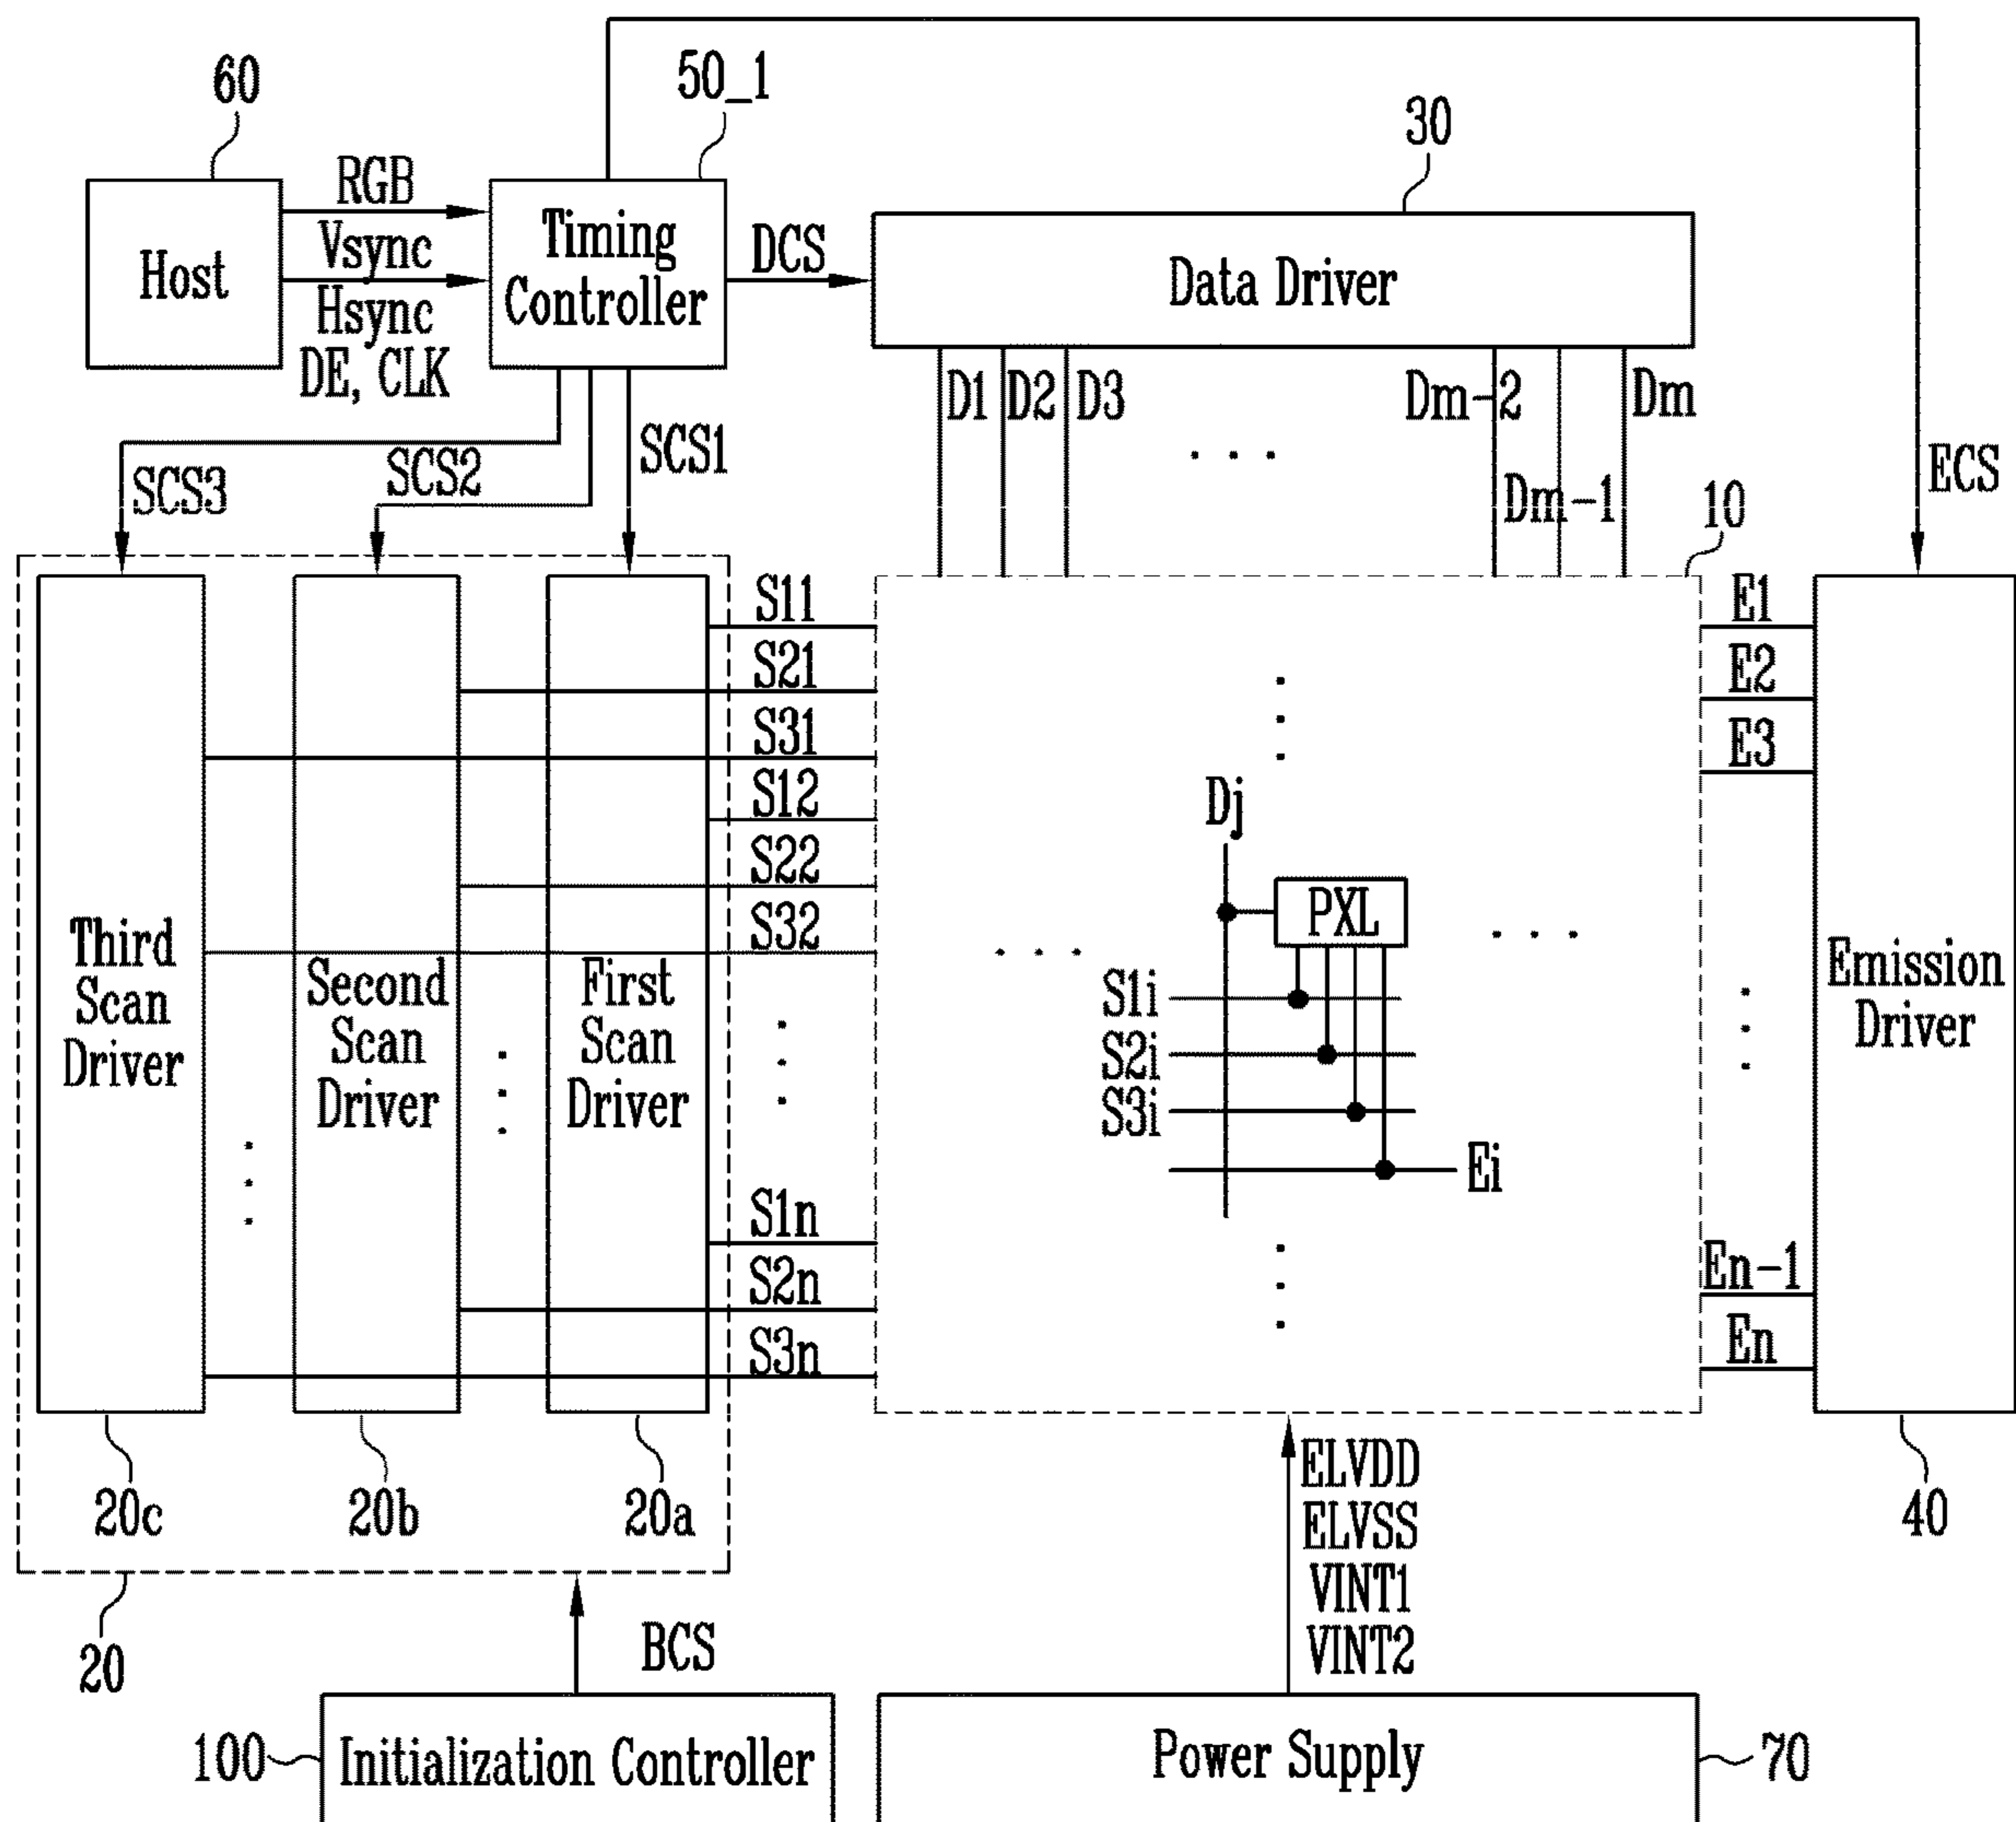 60
50_1
30
RGB
Vsync
Hsync
DE, CLK
Host
Timing
Controller
DCS
Data Driver
D1
D2
D3
. . .
Dm-2
Dm-1
Dm
SCS3
SCS2
SCS1
ECS
10
S11
S21
S31
S12
S22
S32
S1n
S2n
S3n
E1
E2
E3
En-1
En
Dj
PXL
S1i
S2i
S3i
Ei
Third
Scan
Driver
Second
Scan
Driver
First
Scan
Driver
Emission
Driver
20c
20b
20a
40
20
BCS
ELVDD
ELVSS
VINT1
VINT2
100
Initialization Controller
Power Supply
70